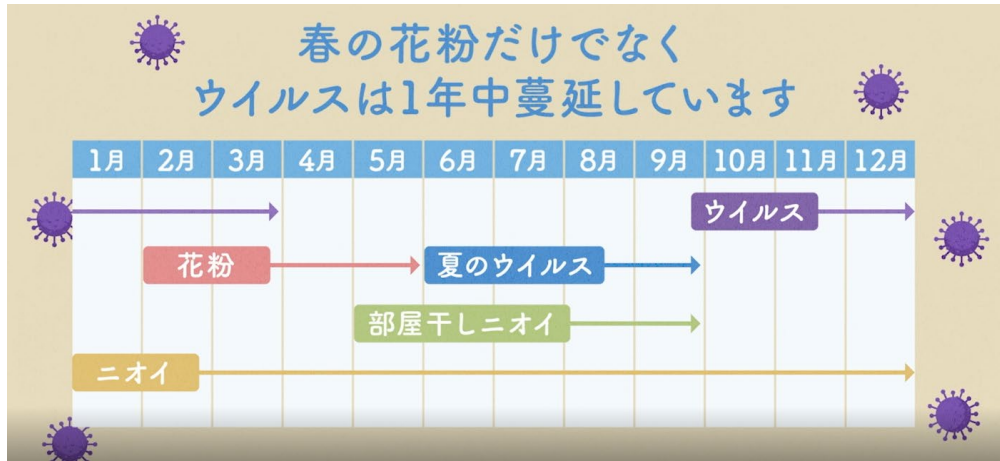 春の花粉だけでなく
ウイルスは1年中蔓延しています
1月 2月 3月 4月 5月 6月 7月 8月 9月 10月 11月 12月
ウイルス
花粉 夏のウイルス
部屋干しニオイ
ニオイ